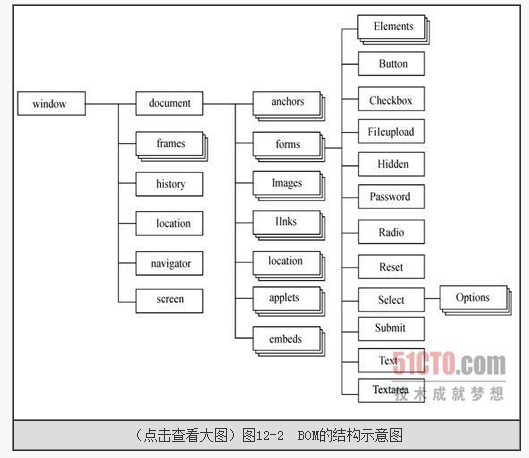 window
document
frames
history
location
navigator
screen
anchors
forms
Images
lInks
location
applets
embeds
Elements
Button
Checkbox
Fileupload
Hidden
Password
Radio
Reset
Select
Options
Submit
Text
Textarea
51CTO.com
技术成就梦想
(点击查看大图) 图12-2 BOM的结构示意图